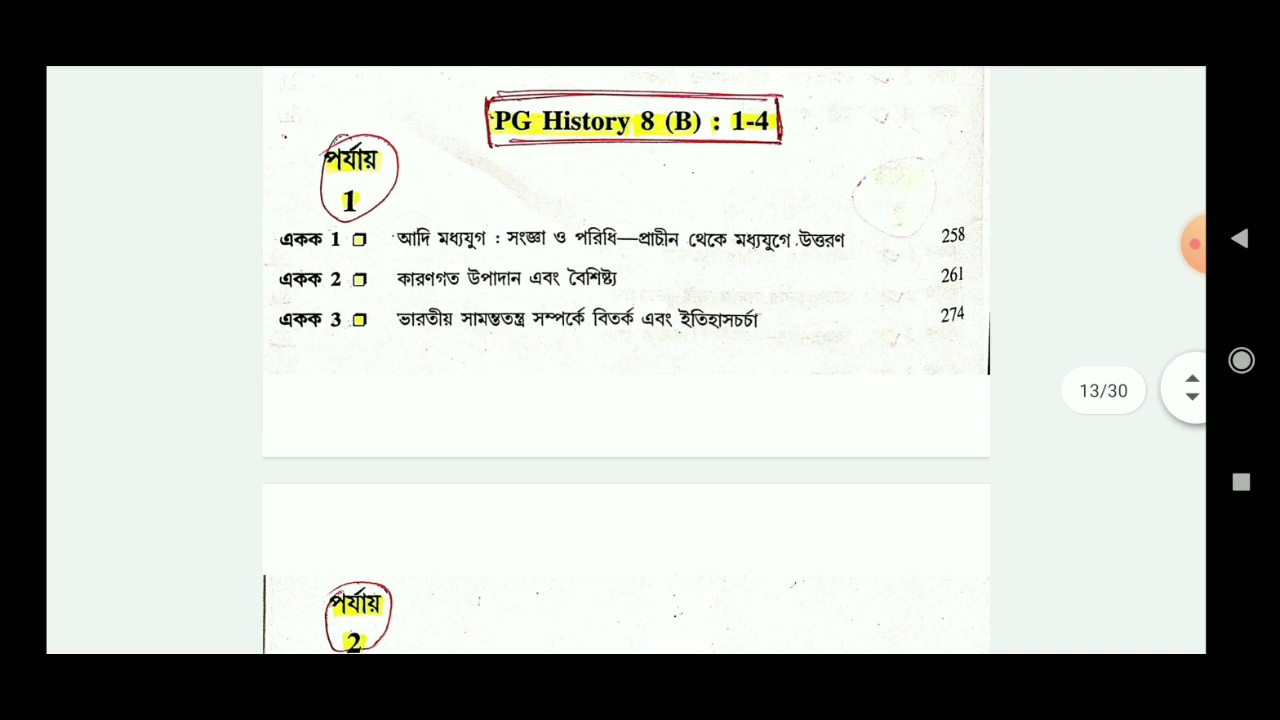 PG History 8 (B) : 1-4
পর্যায়
1
একক 1 আদি মধ্যযুগ : সংজ্ঞা ও পরিধি—প্রাচীন থেকে মধ্যযুগে উত্তরণ 258
একক 2 কারণগত উপাদান এবং বৈশিষ্ট্য 261
একক 3 ভারতীয় সামন্ততন্ত্র সম্পর্কে বিতর্ক এবং ইতিহাসচর্চা 274
13/30
পর্যায়
2